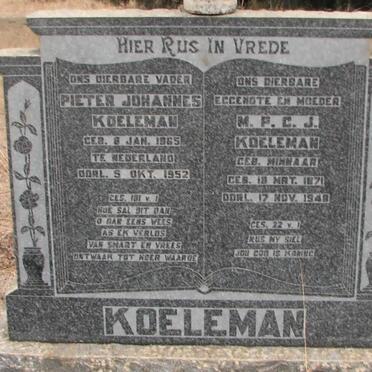 HIER RUS IN VREDE
ONS DIERBARE VADER
PIETER JOHANNES
KOELEMAN
GEB. 8 JAN. 1865
TE NEDERLAND
OORL. 5 OKT. 1952
GES. 181 v. 1
HOE SAL DIT DAN
O DAN EENS WEES
AS EK VERLOS
VAN SMART EN VREES
ONTWAAK TOT HOER WAARDE
ONS DIERBARE
EGGENOTE EN MOEDER
M. F. C. J.
KOELEMAN
GEB. MINNAAR
GEB. 18 MRT. 1871
OORL. 17 NOV. 1948
GES. 22 v. 1
RUS MY SIEL
JOU GOD IS KONING
KOELEMAN